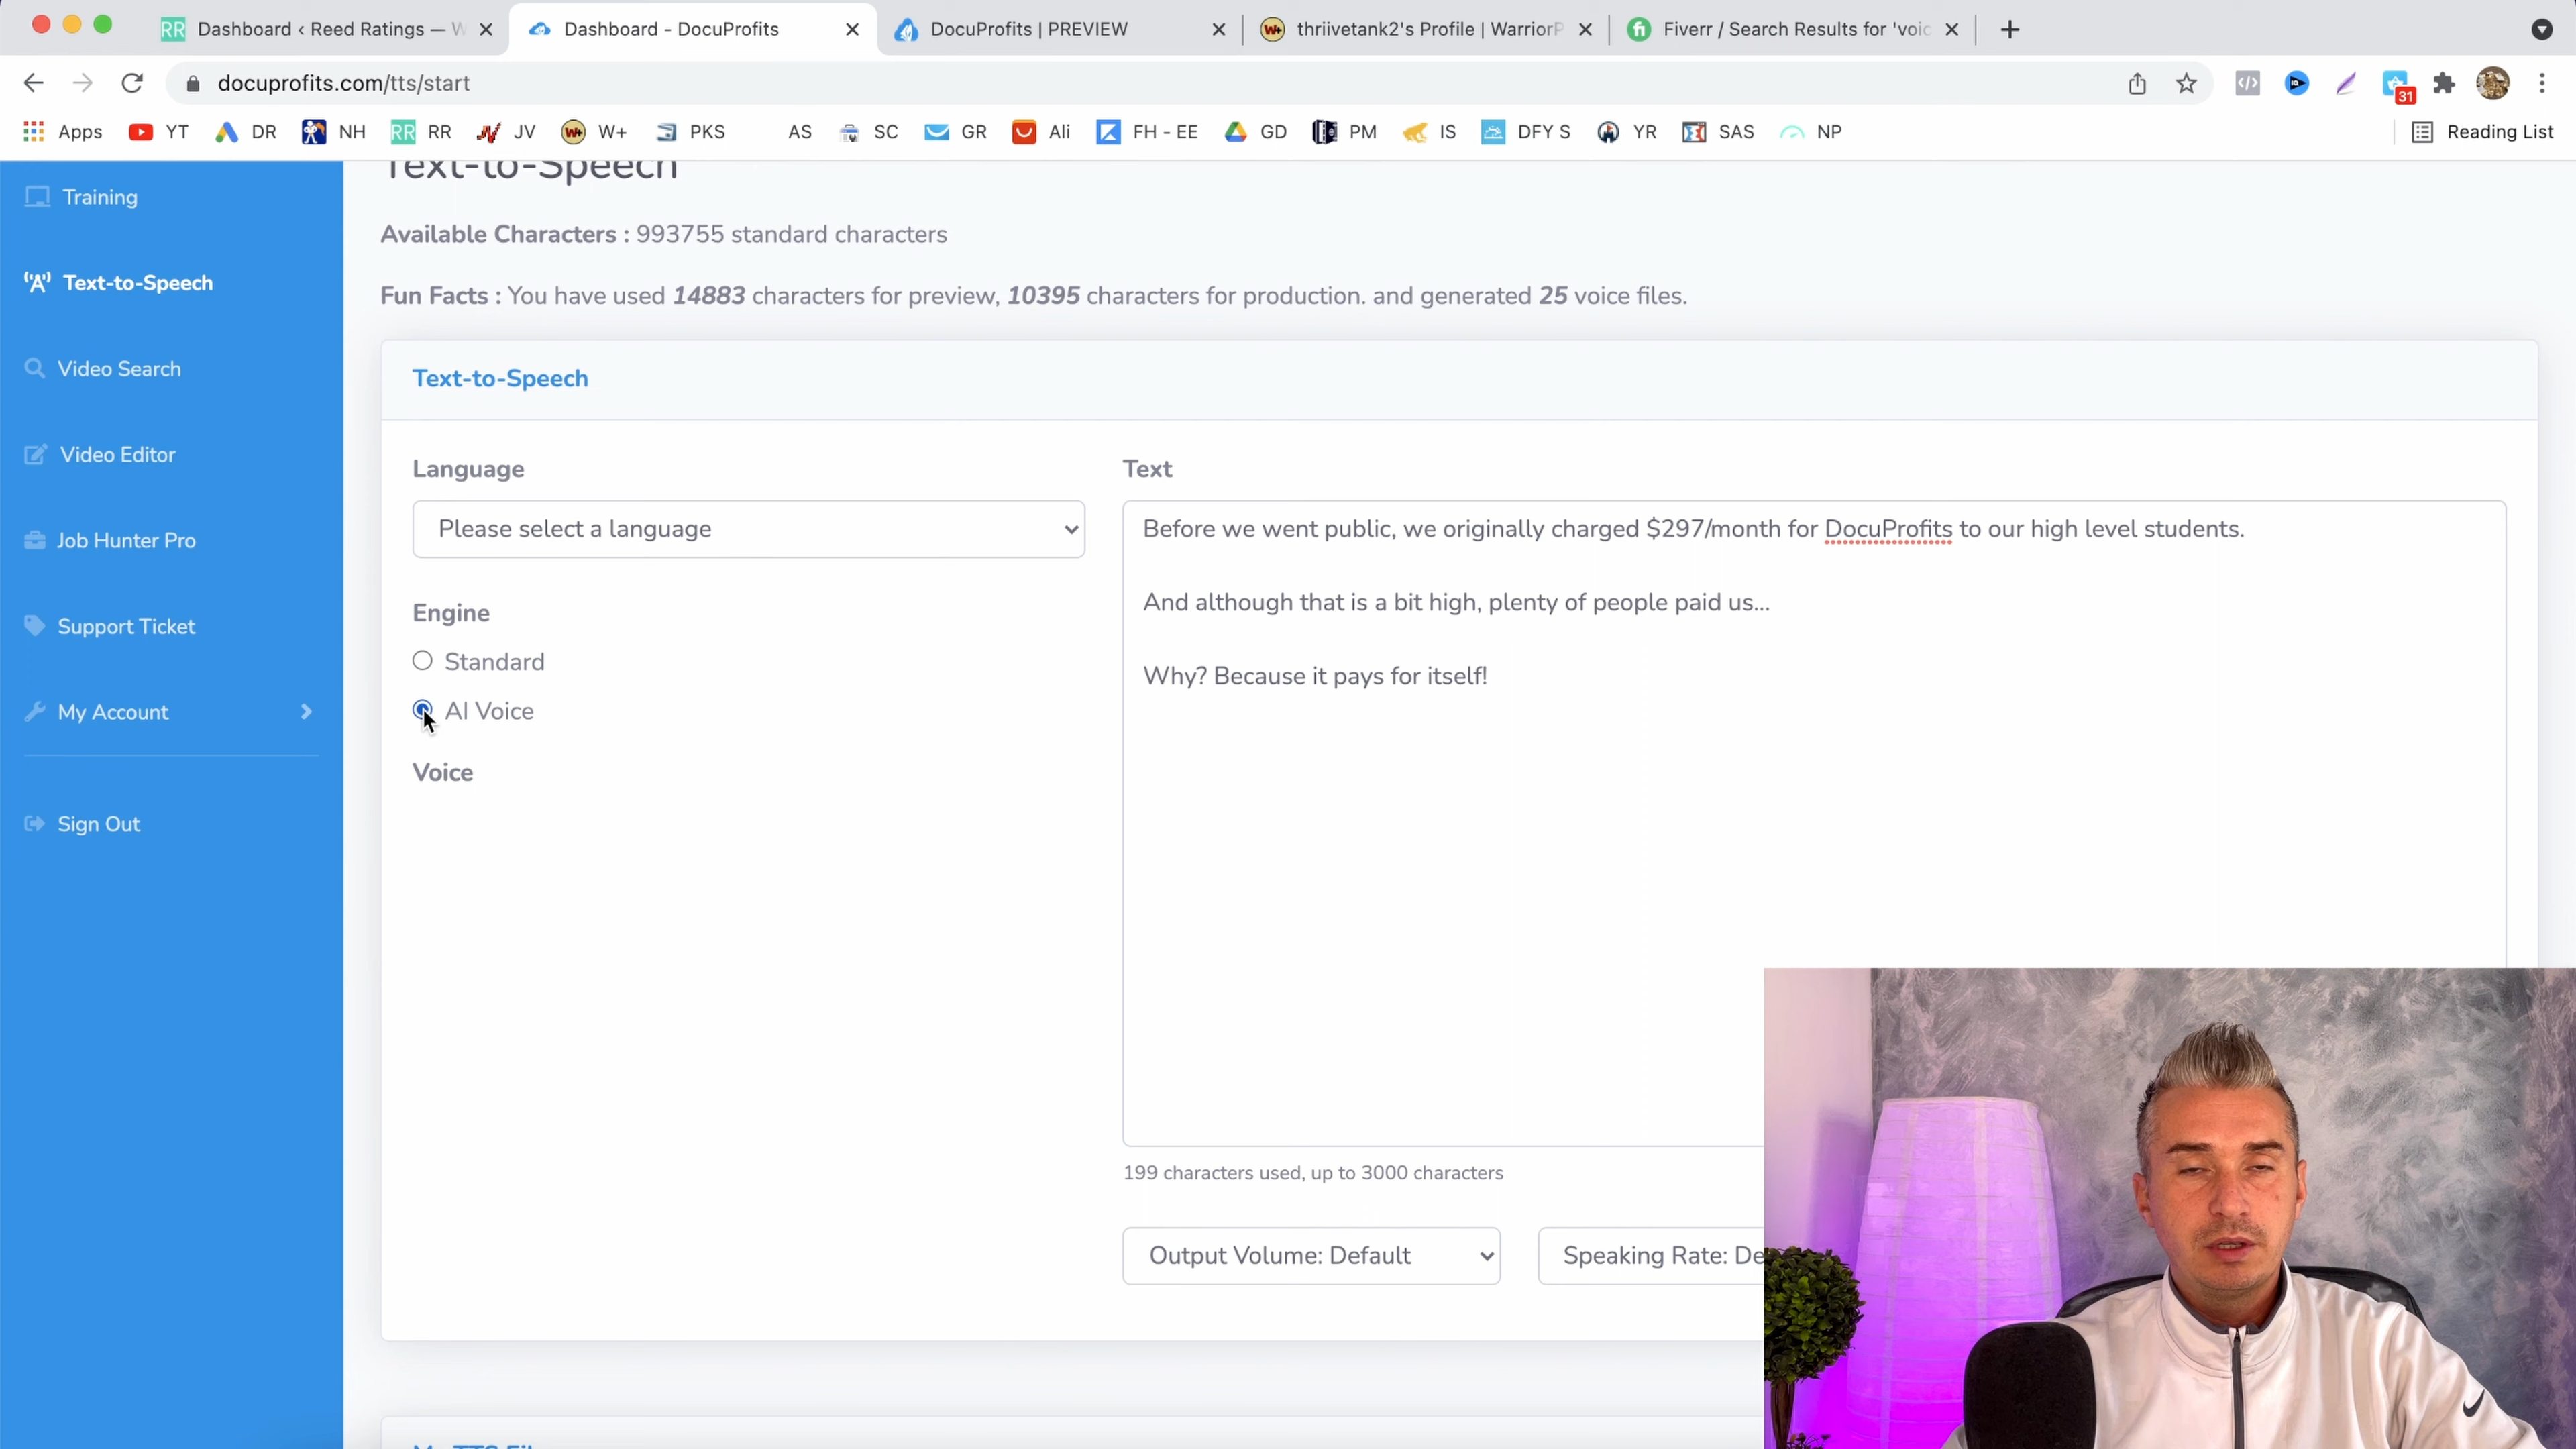 Dashboard ‹ Reed Ratings — W
Dashboard - DocuProfits
DocuProfits | PREVIEW
thriivetank2's Profile | WarriorP
Fiverr / Search Results for 'voic
docuprofits.com/tts/start
31
Apps
YT
DR
NH
RR RR
JV
W+
PKS
AS
SC
GR
Ali
FH - EE
GD
PM
IS
DFY S
YR
SAS
NP
Reading List
Training
Text-to-Speech
Video Search
Video Editor
Job Hunter Pro
Support Ticket
My Account
Sign Out
Text-to-Speech
Available Characters : 993755 standard characters
Fun Facts : You have used 14883 characters for preview, 10395 characters for production. and generated 25 voice files.
Text-to-Speech
Language
Please select a language
Engine
Standard
AI Voice
Voice
Text
Before we went public, we originally charged $297/month for DocuProfits to our high level students.
And although that is a bit high, plenty of people paid us...
Why? Because it pays for itself!
199 characters used, up to 3000 characters
Output Volume: Default
Speaking Rate: De